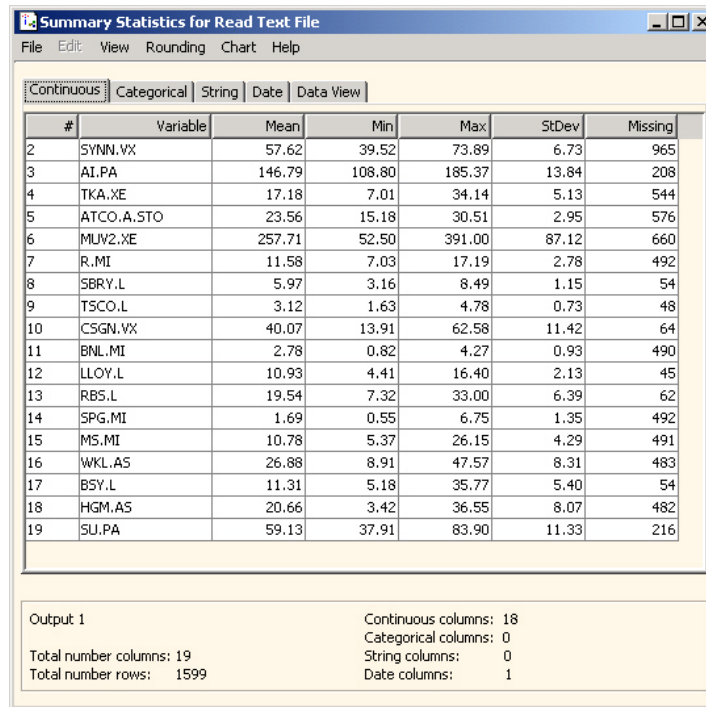 Summary Statistics for Read Text File
File Edit View Rounding Chart Help
Continuous Categorical String Date Data View
# Variable Mean Min Max StDev Missing
2 SYNN.VX 57.62 39.52 73.89 6.73 965
3 AI.PA 146.79 108.80 185.37 13.84 208
4 TKA.XE 17.18 7.01 34.14 5.13 544
5 ATCO.A.STO 23.56 15.18 30.51 2.95 576
6 MUV2.XE 257.71 52.50 391.00 87.12 660
7 R.MI 11.58 7.03 17.19 2.78 492
8 SBRY.L 5.97 3.16 8.49 1.15 54
9 TSCO.L 3.12 1.63 4.78 0.73 48
10 CSGN.VX 40.07 13.91 62.58 11.42 64
11 BNL.MI 2.78 0.82 4.27 0.93 490
12 LLOY.L 10.93 4.41 16.40 2.13 45
13 RBS.L 19.54 7.32 33.00 6.39 62
14 SPG.MI 1.69 0.55 6.75 1.35 492
15 MS.MI 10.78 5.37 26.15 4.29 491
16 WKL.AS 26.88 8.91 47.57 8.31 483
17 BSY.L 11.31 5.18 35.77 5.40 54
18 HGM.AS 20.66 3.42 36.55 8.07 482
19 SU.PA 59.13 37.91 83.90 11.33 216
Output 1 Continuous columns: 18
Categorical columns: 0
Total number columns: 19 String columns: 0
Total number rows: 1599 Date columns: 1